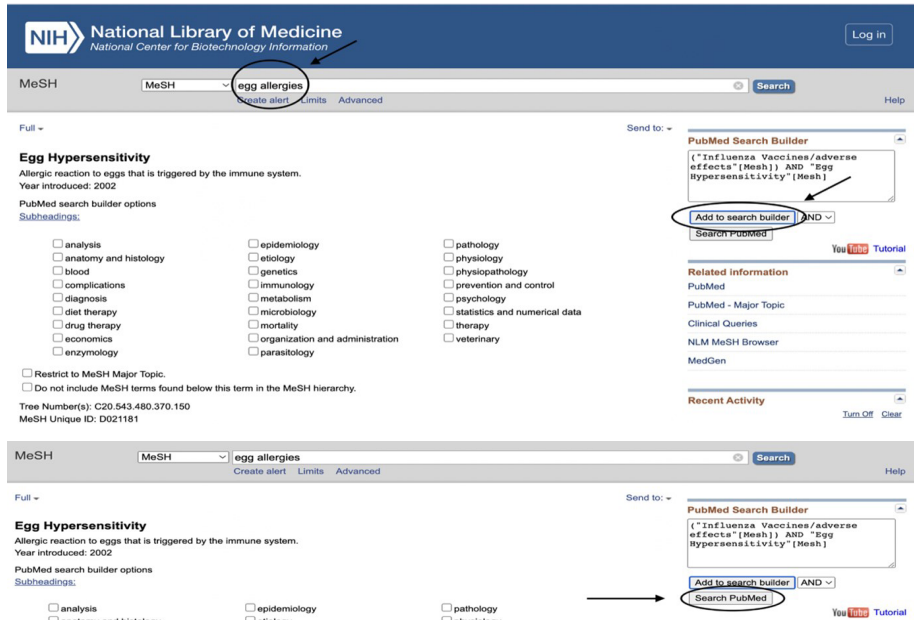 NIH National Library of Medicine
National Center for Biotechnology Information
Log in
MeSH
MeSH egg allergies Search
Create alert Limits Advanced
Help
Full
Send to:
Egg Hypersensitivity
Allergic reaction to eggs that is triggered by the immune system.
Year introduced: 2002
PubMed search builder options
Subheadings:
analysis
anatomy and histology
blood
complications
diagnosis
diet therapy
drug therapy
economics
enzymology
epidemiology
etiology
genetics
immunology
metabolism
microbiology
mortality
organization and administration
parasitology
pathology
physiology
physiopathology
prevention and control
psychology
statistics and numerical data
therapy
veterinary
Restrict to MeSH Major Topic.
Do not include MeSH terms found below this term in the MeSH hierarchy.
Tree Number(s): C20.543.480.370.150
MeSH Unique ID: D021181
PubMed Search Builder
("Influenza Vaccines/adverse
effects"[Mesh]) AND "Egg
Hypersensitivity"[Mesh]
Add to search builder AND
Search PubMed
YouTube Tutorial
Related information
PubMed
PubMed - Major Topic
Clinical Queries
NLM MeSH Browser
MedGen
Recent Activity
Turn Off Clear
MeSH
MeSH egg allergies Search
Create alert Limits Advanced
Help
Full
Send to:
Egg Hypersensitivity
Allergic reaction to eggs that is triggered by the immune system.
Year introduced: 2002
PubMed search builder options
Subheadings:
analysis
epidemiology
pathology
PubMed Search Builder
("Influenza Vaccines/adverse
effects"[Mesh]) AND "Egg
Hypersensitivity"[Mesh]
Add to search builder AND
Search PubMed
YouTube Tutorial